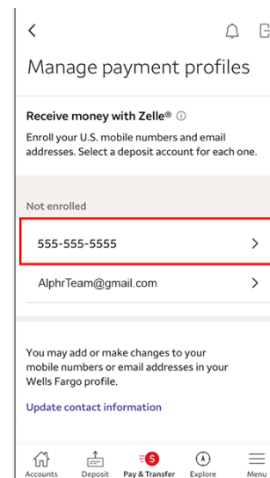 Manage payment profiles
Receive money with Zelle®
Enroll your U.S. mobile numbers and email
addresses. Select a deposit account for each one.
Not enrolled
555-555-5555
AlphrTeam@gmail.com
You may add or make changes to your
mobile numbers or email addresses in your
Wells Fargo profile.
Update contact information
Accounts Deposit Pay & Transfer Explore Menu